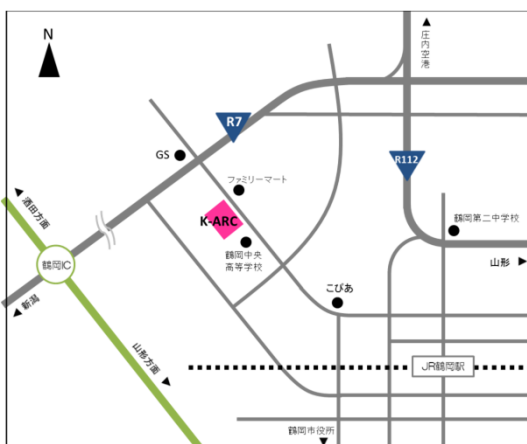 N
庄内空港
R7
GS
R112
ファミリーマート
酒田方面
K-ARC
鶴岡第二中学校
鶴岡中央
高等学校
鶴岡IC
山形
こぴあ
新潟
山形方面
JR鶴岡駅
鶴岡市役所